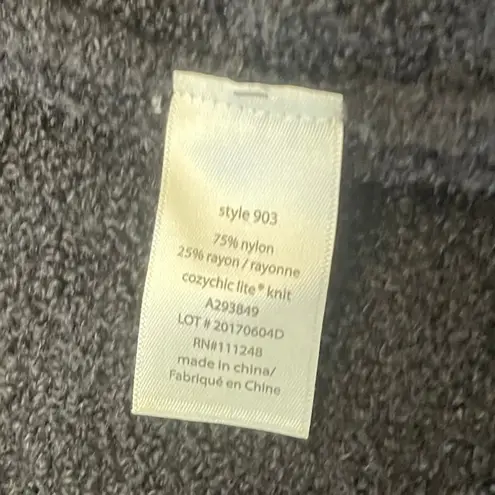 style 903
75% nylon
25% rayon / rayonne
cozychic lite® knit
A293849
LOT # 20170604D
RN#111248
made in china/
Fabriqué en Chine